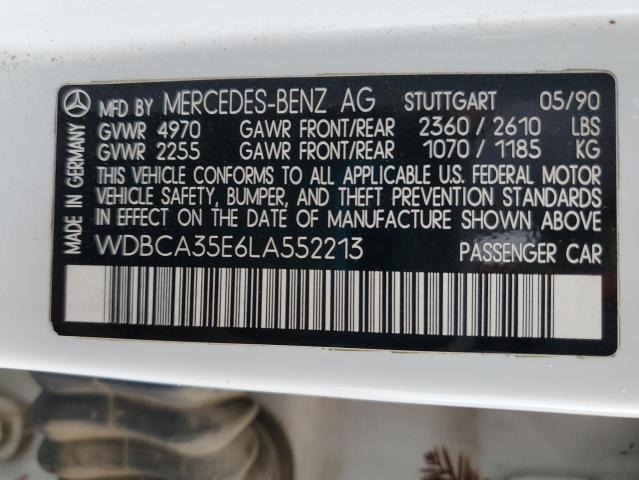 MADE IN GERMANY
MFD BY MERCEDES-BENZ AG STUTTGART 05/90
GVWR 4970 GAWR FRONT/REAR 2360/2610 LBS
GVWR 2255 GAWR FRONT/REAR 1070/1185 KG
THIS VEHICLE CONFORMS TO ALL APPLICABLE U.S. FEDERAL MOTOR
VEHICLE SAFETY, BUMPER, AND THEFT PREVENTION STANDARDS
IN EFFECT ON THE DATE OF MANUFACTURE SHOWN ABOVE
WDBCA35E6LA552213 PASSENGER CAR